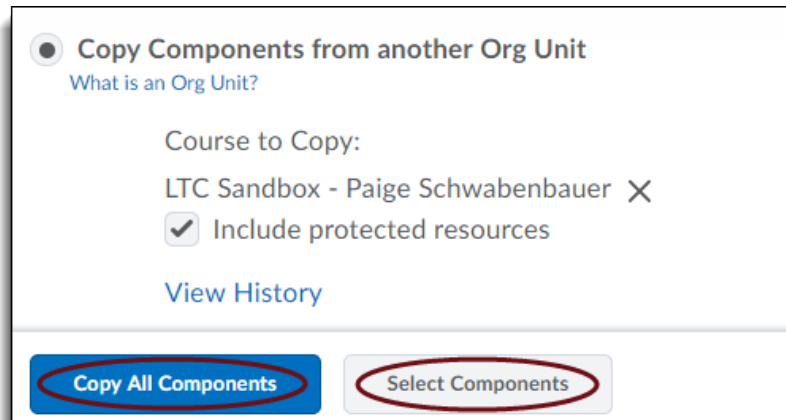 Copy Components from another Org Unit
What is an Org Unit?
Course to Copy:
LTC Sandbox - Paige Schwabenbauer
Include protected resources
View History
Copy All Components
Select Components